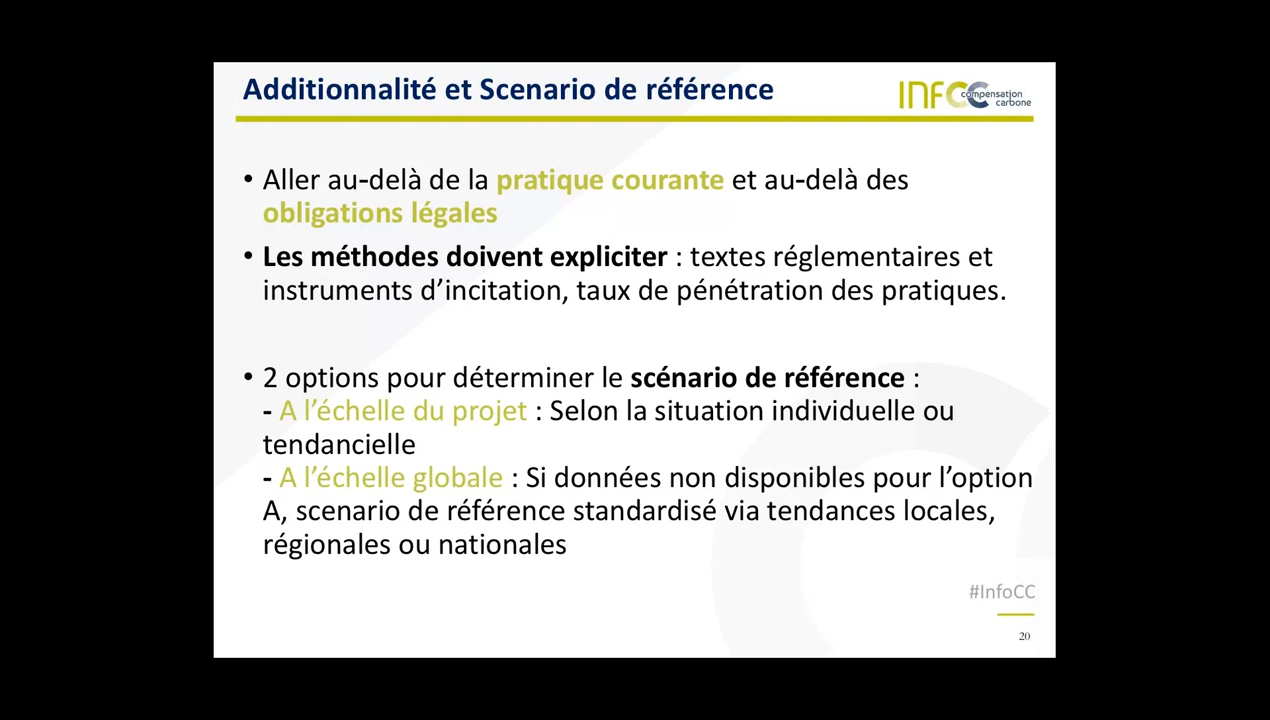 Additionnalité et Scenario de référence
INFCC compensation
carbone
• Aller au-delà de la pratique courante et au-delà des
obligations légales
• Les méthodes doivent expliciter : textes réglementaires et
instruments d’incitation, taux de pénétration des pratiques.
• 2 options pour déterminer le scénario de référence :
- A l’échelle du projet : Selon la situation individuelle ou
tendancielle
- A l’échelle globale : Si données non disponibles pour l’option
A, scenario de référence standardisé via tendances locales,
régionales ou nationales
#InfoCC
20